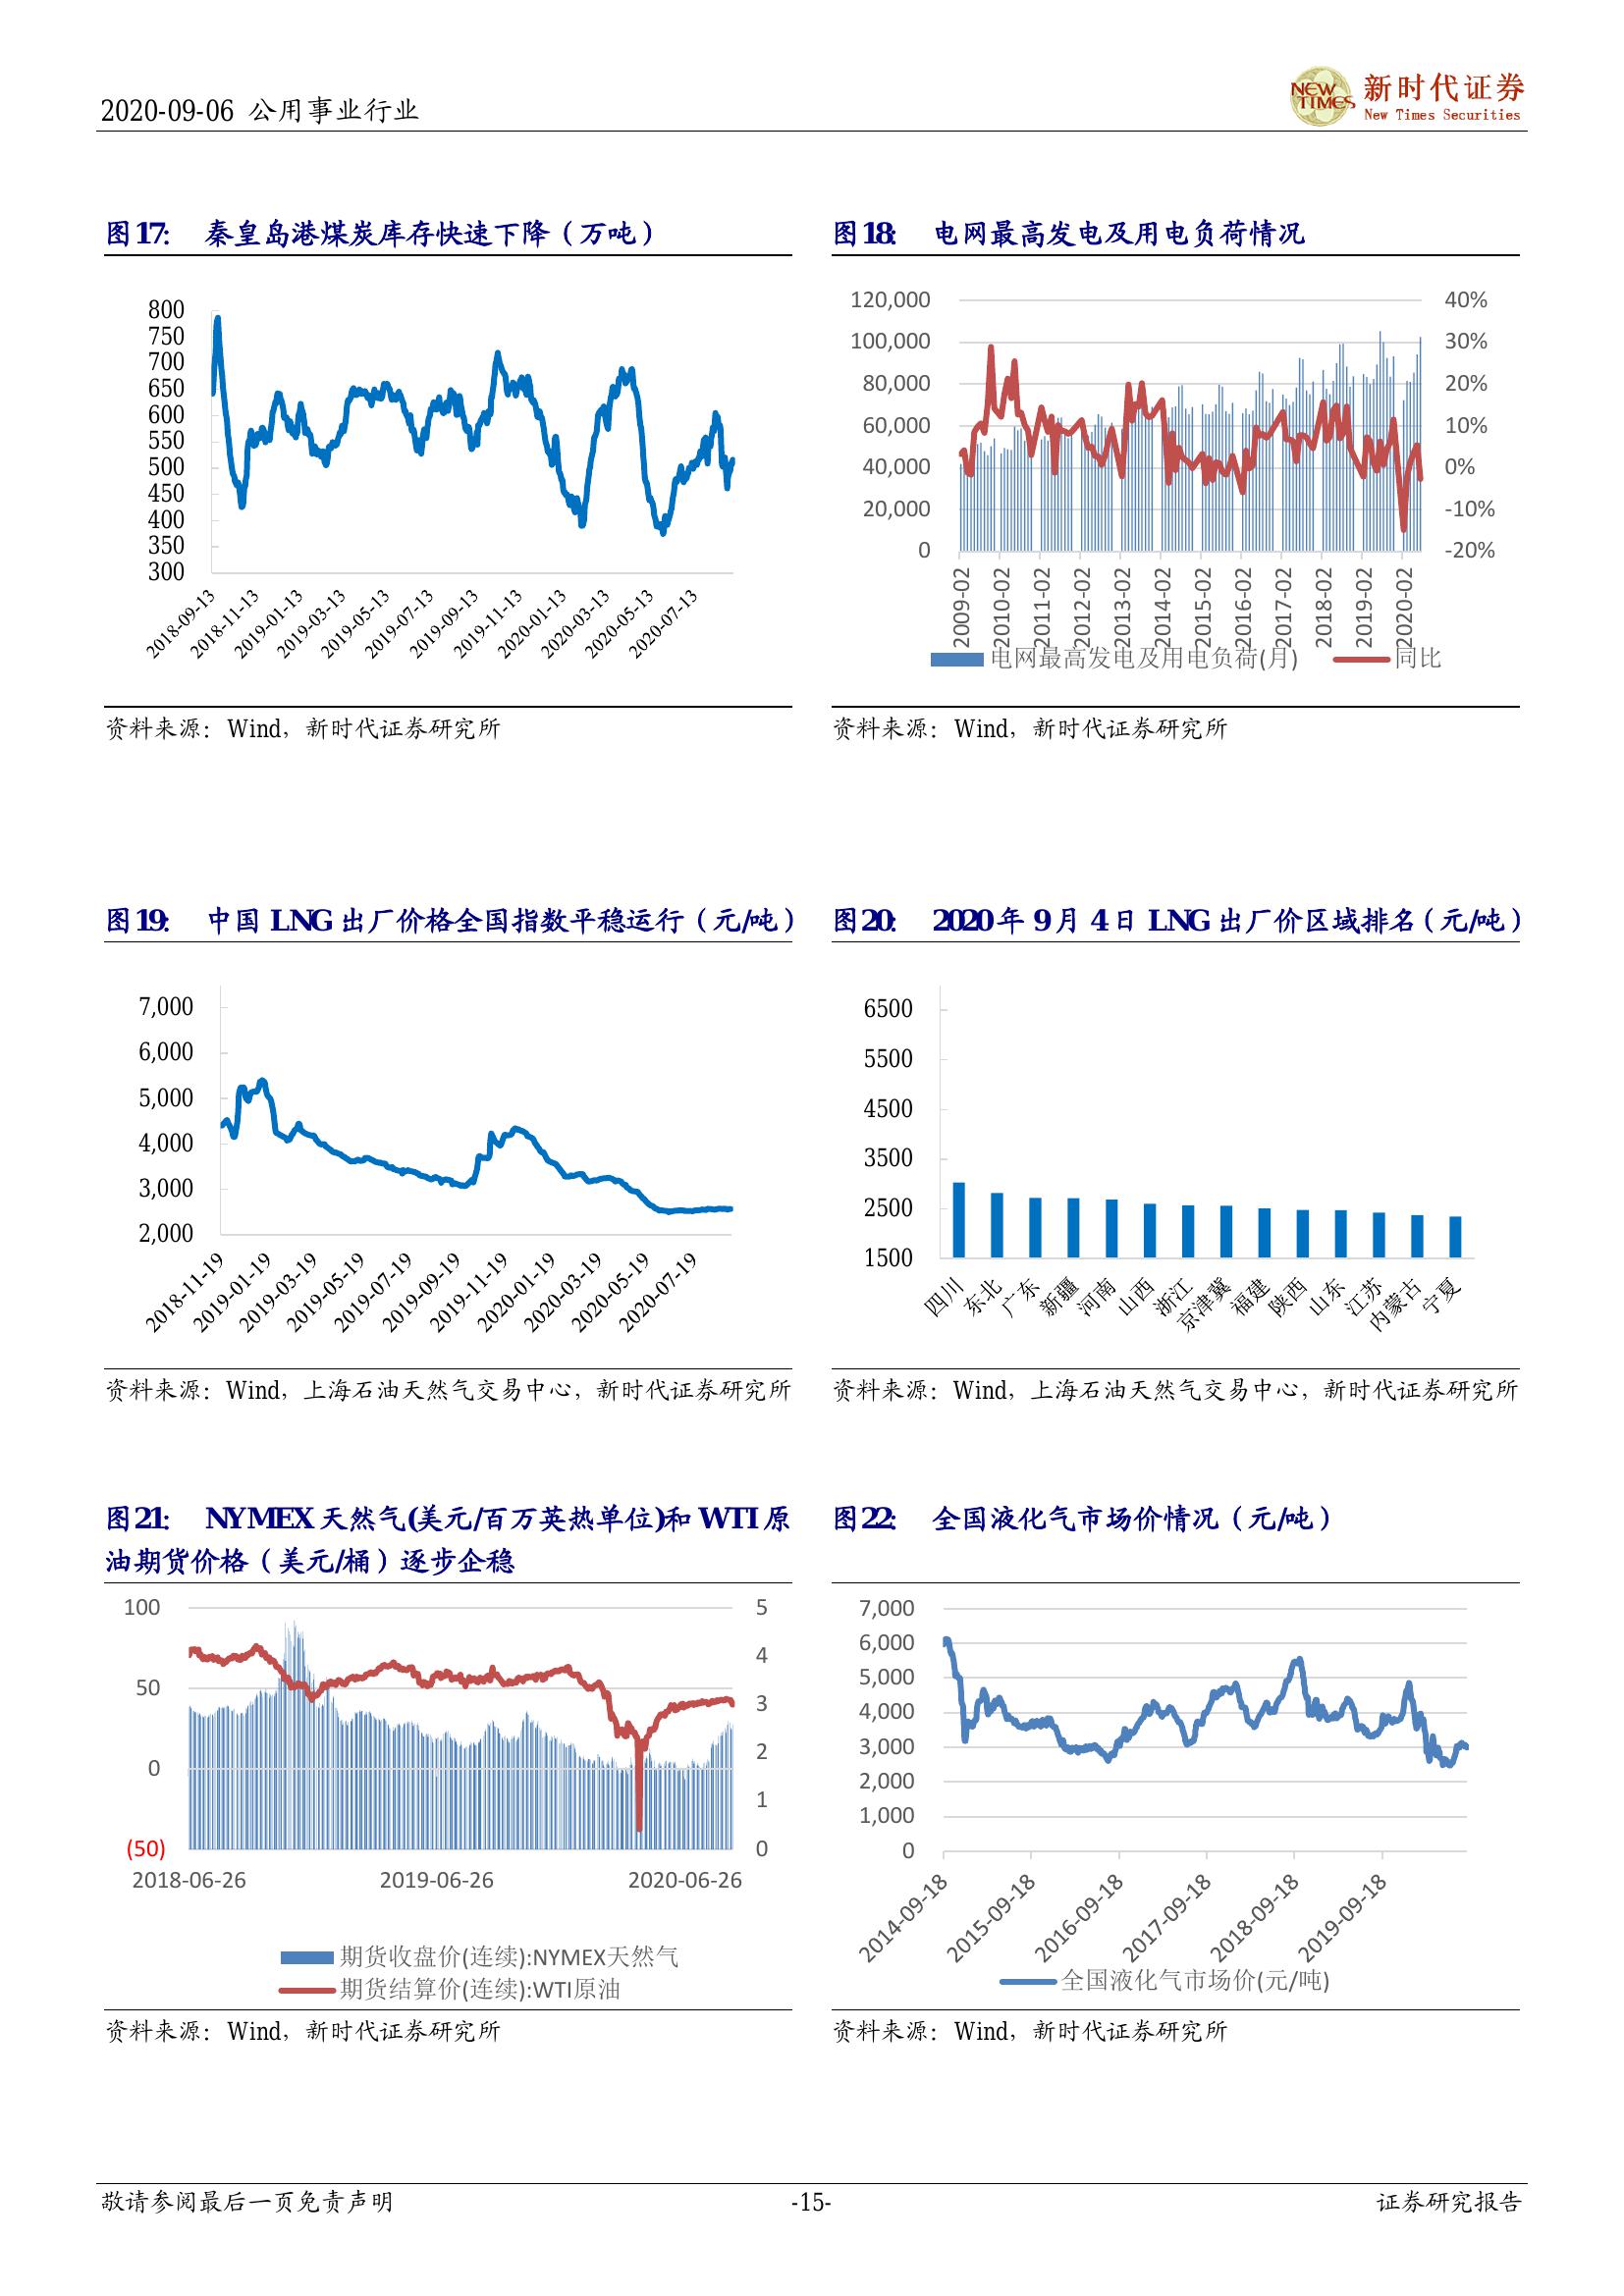 2020-09-06 公用事业行业
NEW TIMES
新时代证券
New Times Securities
图17: 秦皇岛港煤炭库存快速下降（万吨）
800
750
700
650
600
550
500
450
400
350
300
2018-09-13
2018-11-13
2019-01-13
2019-03-13
2019-05-13
2019-07-13
2019-09-13
2019-11-13
2020-01-13
2020-03-13
2020-05-13
2020-07-13
资料来源：Wind，新时代证券研究所
图18: 电网最高发电及用电负荷情况
120,000
100,000
80,000
60,000
40,000
20,000
0
40%
30%
20%
10%
0%
-10%
-20%
2009-02
2010-02
2011-02
2012-02
2013-02
2014-02
2015-02
2016-02
2017-02
2018-02
2019-02
2020-02
电网最高发电及用电负荷(月)
同比
资料来源：Wind，新时代证券研究所
图19: 中国 LNG 出厂价格全国指数平稳运行（元/吨）
7,000
6,000
5,000
4,000
3,000
2,000
2018-11-19
2019-01-19
2019-03-19
2019-05-19
2019-07-19
2019-09-19
2019-11-19
2020-01-19
2020-03-19
2020-05-19
2020-07-19
资料来源：Wind，上海石油天然气交易中心，新时代证券研究所
图20: 2020 年 9 月 4 日 LNG 出厂价区域排名（元/吨）
6500
5500
4500
3500
2500
1500
四川
东北
广东
新疆
河南
山西
浙江
京津冀
福建
陕西
山东
江苏
内蒙古
宁夏
资料来源：Wind，上海石油天然气交易中心，新时代证券研究所
图21: NYMEX 天然气(美元/百万英热单位)和 WTI 原
油期货价格（美元/桶）逐步企稳
100
50
0
(50)
5
4
3
2
1
0
2018-06-26
2019-06-26
2020-06-26
期货收盘价(连续):NYMEX天然气
期货结算价(连续):WTI原油
资料来源：Wind，新时代证券研究所
图22: 全国液化气市场价情况（元/吨）
7,000
6,000
5,000
4,000
3,000
2,000
1,000
0
2014-09-18
2015-09-18
2016-09-18
2017-09-18
2018-09-18
2019-09-18
全国液化气市场价(元/吨)
资料来源：Wind，新时代证券研究所
敬请参阅最后一页免责声明
-15-
证券研究报告